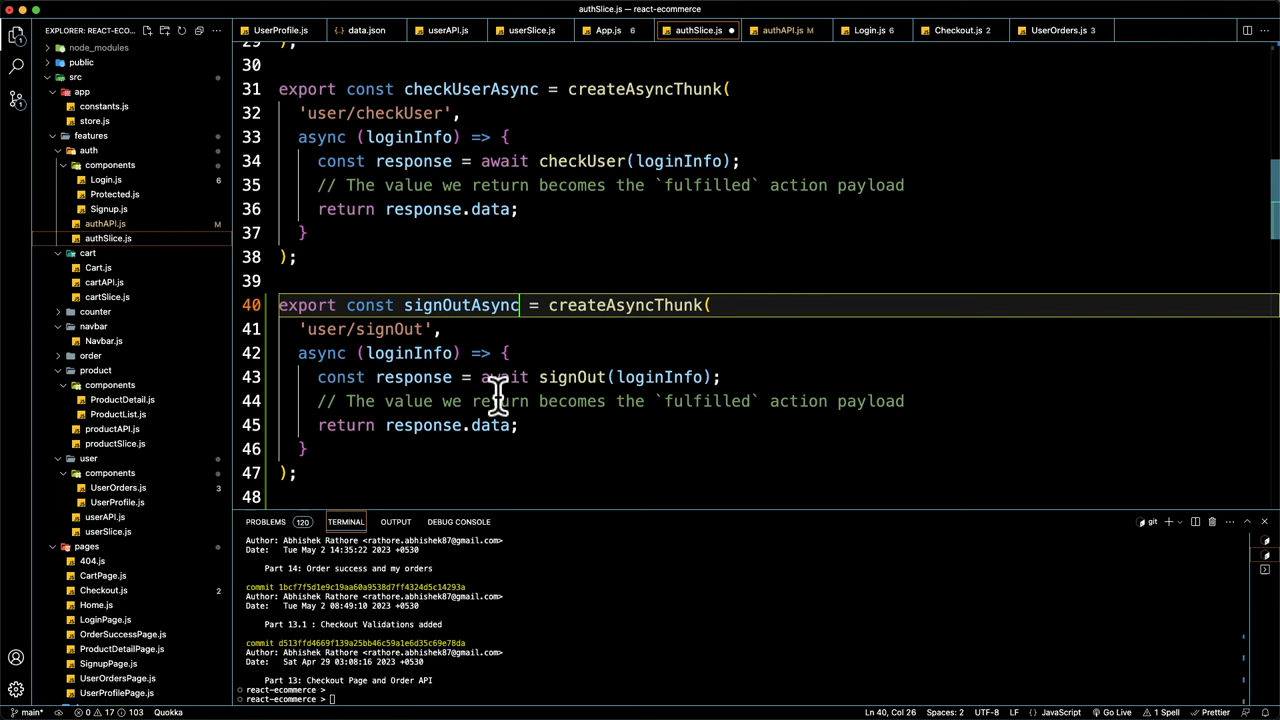 authSlice.js — react-ecommerce
EXPLORER: REACT-ECO...
UserProfile.js
data.json
userAPI.js
userSlice.js
App.js 6
authSlice.js
authAPI.js M
Login.js 6
Checkout.js 2
UserOrders.js 3
node_modules
public
src
app
constants.js
store.js
features
auth
components
Login.js 6
Protected.js
Signup.js
authAPI.js M
authSlice.js
cart
Cart.js
cartAPI.js
cartSlice.js
counter
navbar
Navbar.js
order
product
components
ProductDetail.js
ProductList.js
productAPI.js
productSlice.js
user
components
UserOrders.js 3
UserProfile.js
userAPI.js
userSlice.js
pages
404.js
CartPage.js
Checkout.js 2
Home.js
LoginPage.js
OrderSuccessPage.js
ProductDetailPage.js
SignupPage.js
UserOrdersPage.js
UserProfilePage.js
29 );
30
31 export const checkUserAsync = createAsyncThunk(
32 'user/checkUser',
33 async (loginInfo) => {
34 const response = await checkUser(loginInfo);
35 // The value we return becomes the `fulfilled` action payload
36 return response.data;
37 }
38 );
39
40 export const signOutAsync = createAsyncThunk(
41 'user/signOut',
42 async (loginInfo) => {
43 const response = await signOut(loginInfo);
44 // The value we return becomes the `fulfilled` action payload
45 return response.data;
46 }
47 );
48
PROBLEMS 120 TERMINAL OUTPUT DEBUG CONSOLE
git
Author: Abhishek Rathore <rathore.abhishek87@gmail.com>
Date: Tue May 2 14:35:22 2023 +0530
Part 14: Order success and my orders
commit 1bcf7f5d1e9c19aa60a9538d7ff4324d5c14293a
Author: Abhishek Rathore <rathore.abhishek87@gmail.com>
Date: Tue May 2 08:49:10 2023 +0530
Part 13.1 : Checkout Validations added
commit d513ffd4669f139a25bb46c59a1e6d35c69e78da
Author: Abhishek Rathore <rathore.abhishek87@gmail.com>
Date: Sat Apr 29 03:08:16 2023 +0530
Part 13: Checkout Page and Order API
react-ecommerce >
react-ecommerce >
main* 0 17 103 Quokka Ln 40, Col 26 Spaces: 2 UTF-8 LF JavaScript Go Live 1 Spell Prettier